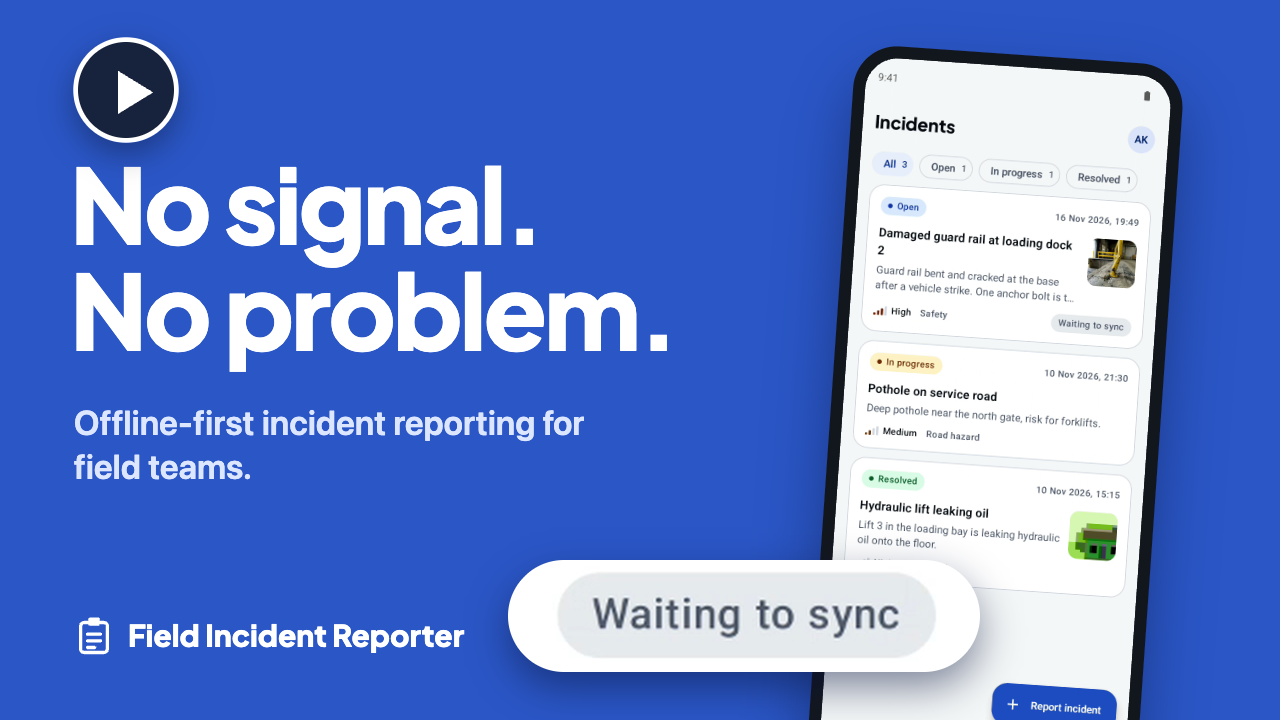 No signal.
No problem.
Offline-first incident reporting for
field teams.
Field Incident Reporter
9:41
Incidents
AK
All 3
Open 1
In progress 1
Resolved 1
Open
16 Nov 2026, 19:49
Damaged guard rail at loading dock
2
Guard rail bent and cracked at the base
after a vehicle strike. One anchor bolt is t...
High Safety
Waiting to sync
In progress
10 Nov 2026, 21:30
Pothole on service road
Deep pothole near the north gate, risk for forklifts.
Medium Road hazard
Resolved
10 Nov 2026, 15:15
Hydraulic lift leaking oil
Lift 3 in the loading bay is leaking hydraulic
oil onto the floor.
Waiting to sync
+ Report incident